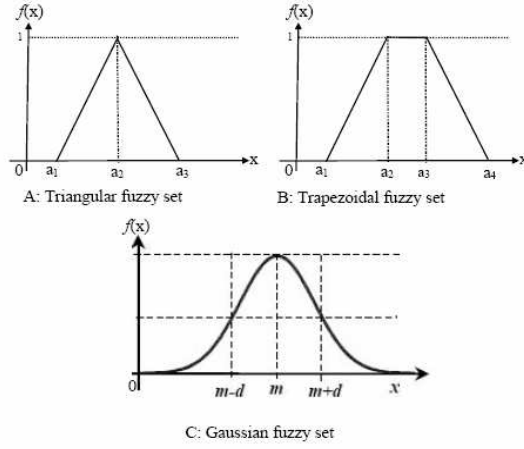 f(x)
1
0
a1
a2
a3
x
A: Triangular fuzzy set
f(x)
1
0
a1
a2
a3
a4
x
B: Trapezoidal fuzzy set
f(x)
0
m-d
m
m+d
x
C: Gaussian fuzzy set